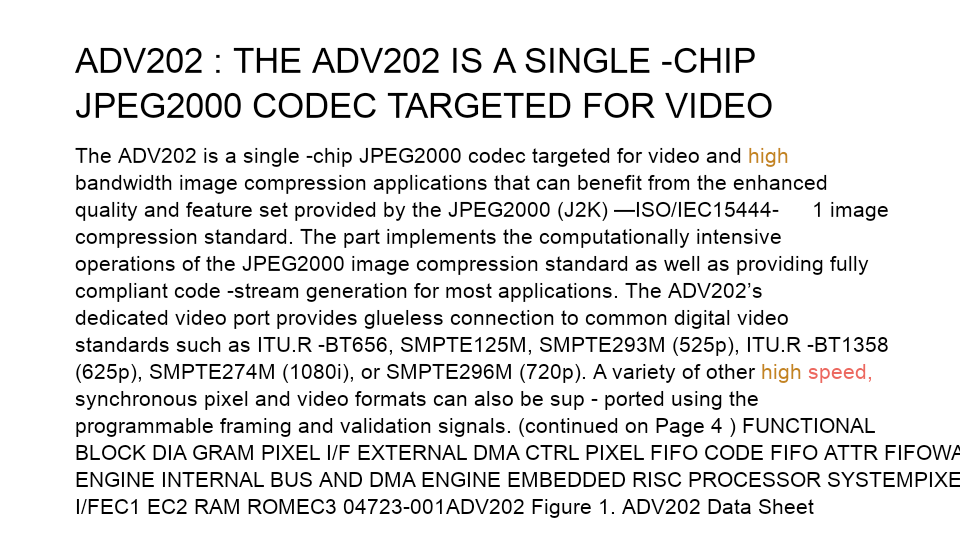 ADV202 : THE ADV202 IS A SINGLE -CHIP
JPEG2000 CODEC TARGETED FOR VIDEO
The ADV202 is a single -chip JPEG2000 codec targeted for video and high
bandwidth image compression applications that can benefit from the enhanced
quality and feature set provided by the JPEG2000 (J2K) —ISO/IEC15444- 1 image
compression standard. The part implements the computationally intensive
operations of the JPEG2000 image compression standard as well as providing fully
compliant code -stream generation for most applications. The ADV202’s
dedicated video port provides glueless connection to common digital video
standards such as ITU.R -BT656, SMPTE125M, SMPTE293M (525p), ITU.R -BT1358
(625p), SMPTE274M (1080i), or SMPTE296M (720p). A variety of other high speed,
synchronous pixel and video formats can also be sup - ported using the
programmable framing and validation signals. (continued on Page 4 ) FUNCTIONAL
BLOCK DIA GRAM PIXEL I/F EXTERNAL DMA CTRL PIXEL FIFO CODE FIFO ATTR FIFOWA
ENGINE INTERNAL BUS AND DMA ENGINE EMBEDDED RISC PROCESSOR SYSTEMPIXE
I/FEC1 EC2 RAM ROMEC3 04723-001ADV202 Figure 1. ADV202 Data Sheet